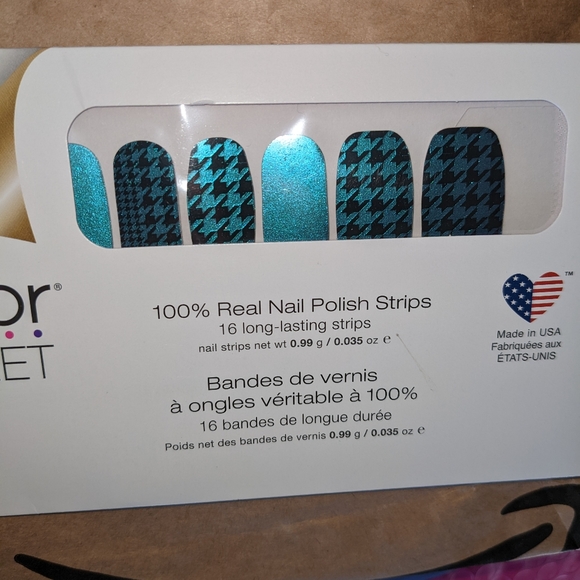 or®
ET
100% Real Nail Polish Strips
16 long-lasting strips
nail strips net wt 0.99 g / 0.035 oz ℮
Bandes de vernis
à ongles véritable à 100%
16 bandes de longue durée
Poids net des bandes de vernis 0.99 g / 0.035 oz ℮
™
Made in USA
Fabriquées aux
ÉTATS-UNIS